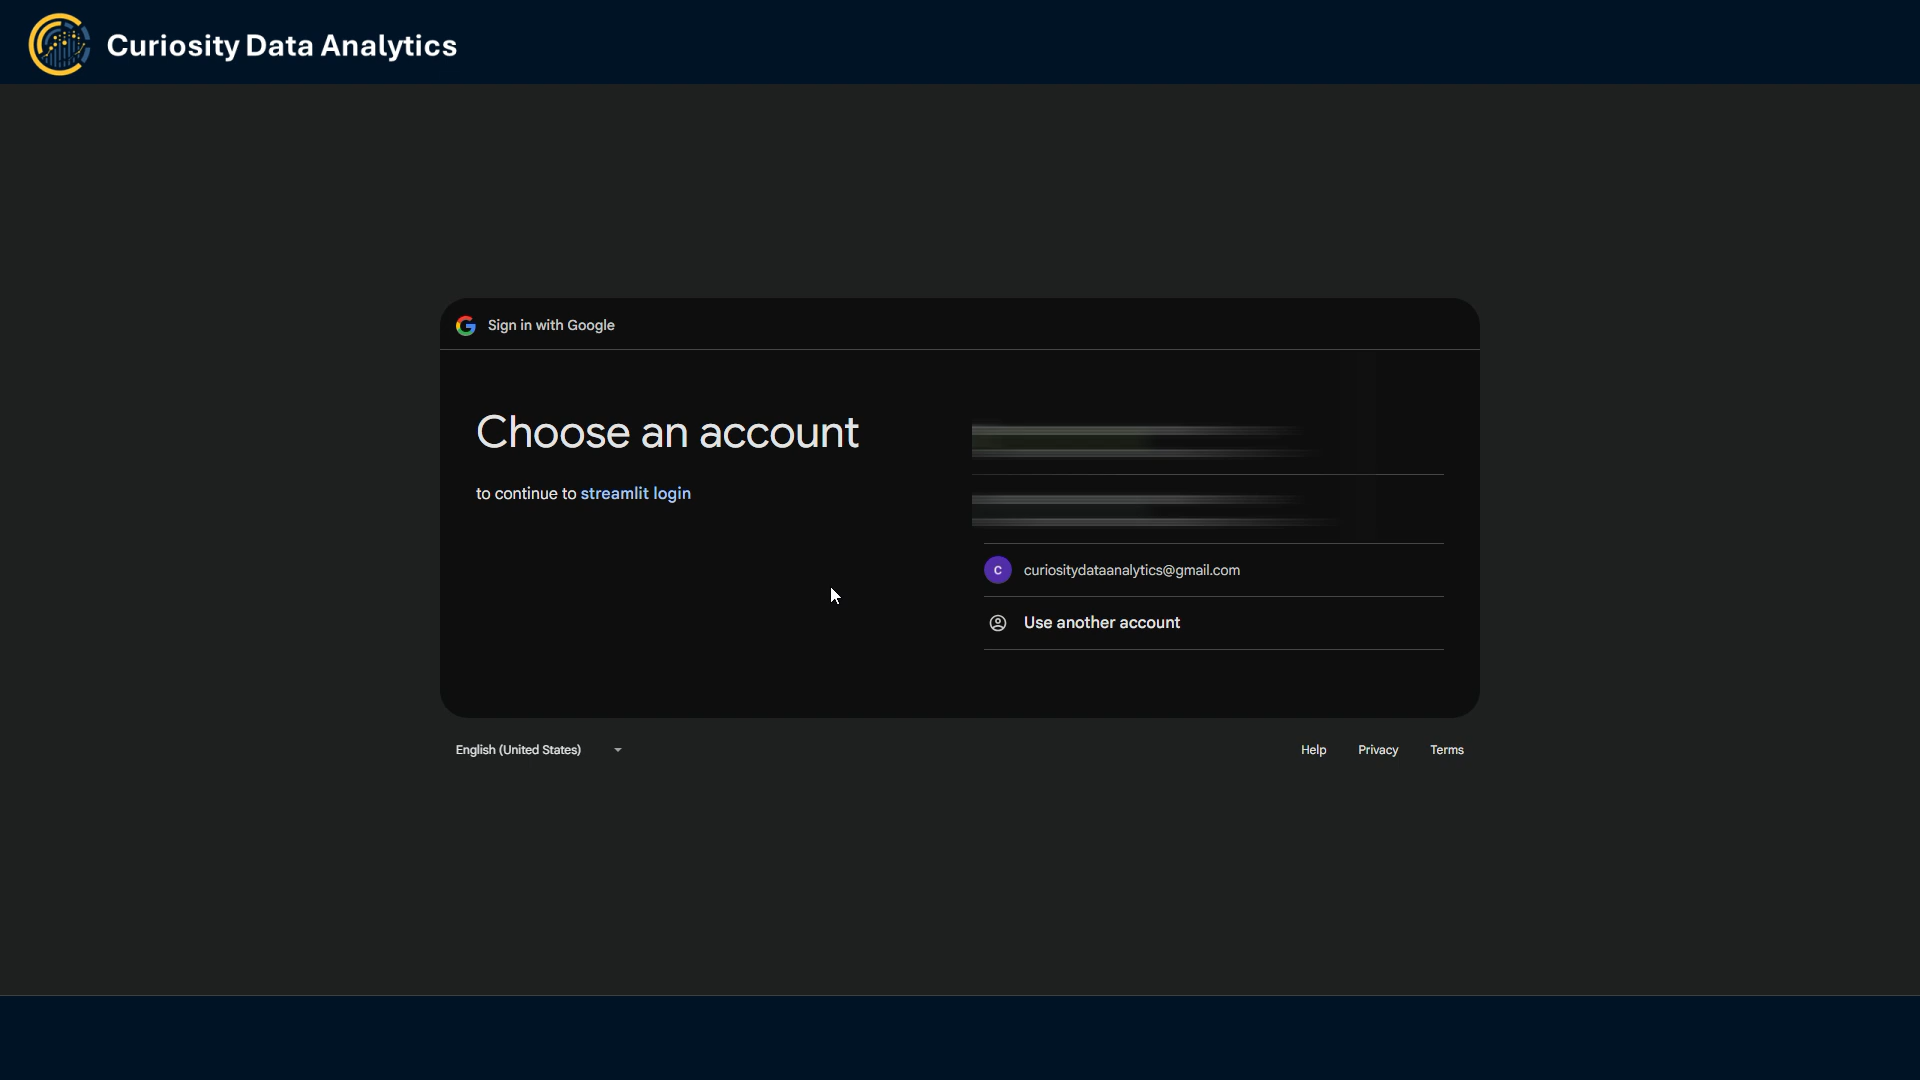 Curiosity Data Analytics
Sign in with Google
Choose an account
to continue to streamlit login
C
curiositydataanalytics@gmail.com
Use another account
English (United States)
Help
Privacy
Terms